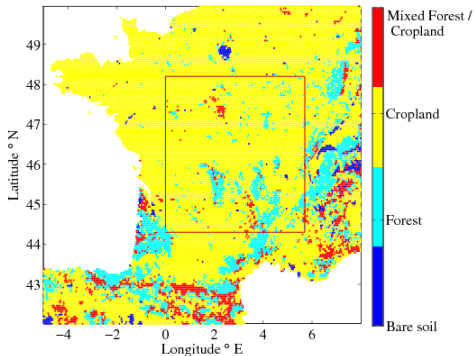 Mixed Forest /
Cropland
Cropland
Forest
Bare soil
49
48
47
46
45
44
43
Latitude ° N
−4
−2
0
2
4
6
Longitude ° E